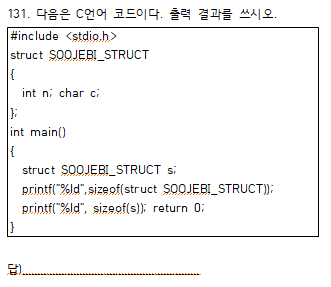 131. 다음은 C언어 코드이다. 출력 결과를 쓰시오.
#include <stdio.h>
struct SOOJEBI_STRUCT
{
int n; char c;
};
int main()
{
struct SOOJEBI_STRUCT s;
printf("%ld",sizeof(struct SOOJEBI_STRUCT));
printf("%ld", sizeof(s)); return 0;
}
답)